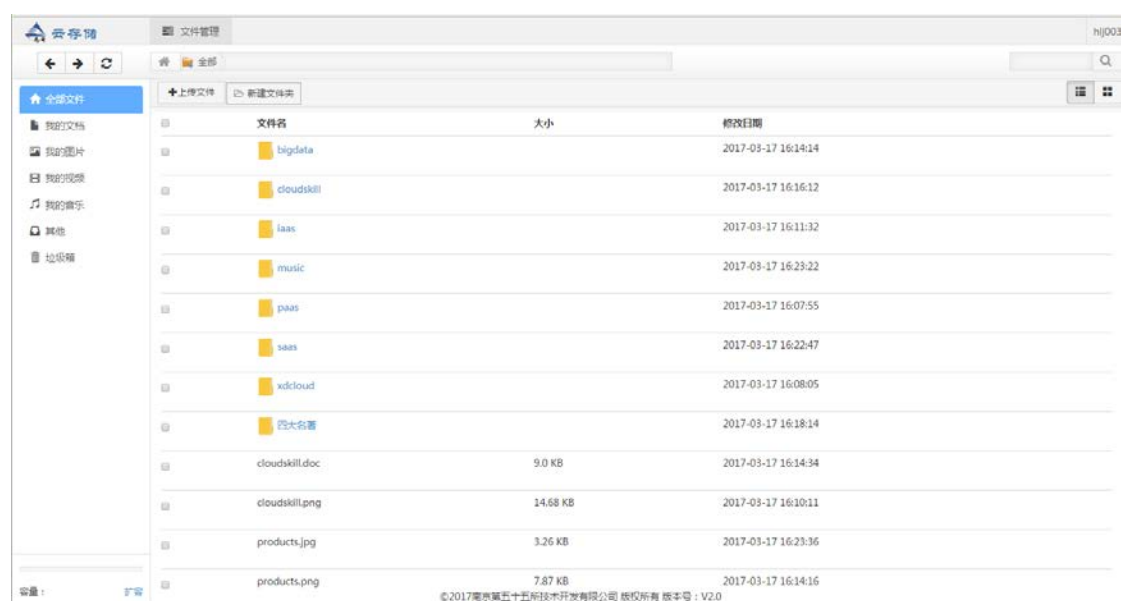 云存储
文件管理
hlj003
全部
全部文件
上传文件 新建文件夹
我的文档
我的图片
我的视频
我的音乐
其他
垃圾箱
文件名 大小 修改日期
bigdata 2017-03-17 16:14:14
cloudskill 2017-03-17 16:16:12
iaas 2017-03-17 16:11:32
music 2017-03-17 16:23:22
paas 2017-03-17 16:07:55
saas 2017-03-17 16:22:47
xdcloud 2017-03-17 16:08:05
四大名著 2017-03-17 16:18:14
cloudskill.doc 9.0 KB 2017-03-17 16:14:34
cloudskill.png 14.68 KB 2017-03-17 16:10:11
products.jpg 3.26 KB 2017-03-17 16:23:36
products.png 7.87 KB 2017-03-17 16:14:16
容量: 扩容
©2017南京第五十五所技术开发有限公司 版权所有 版本号:V2.0